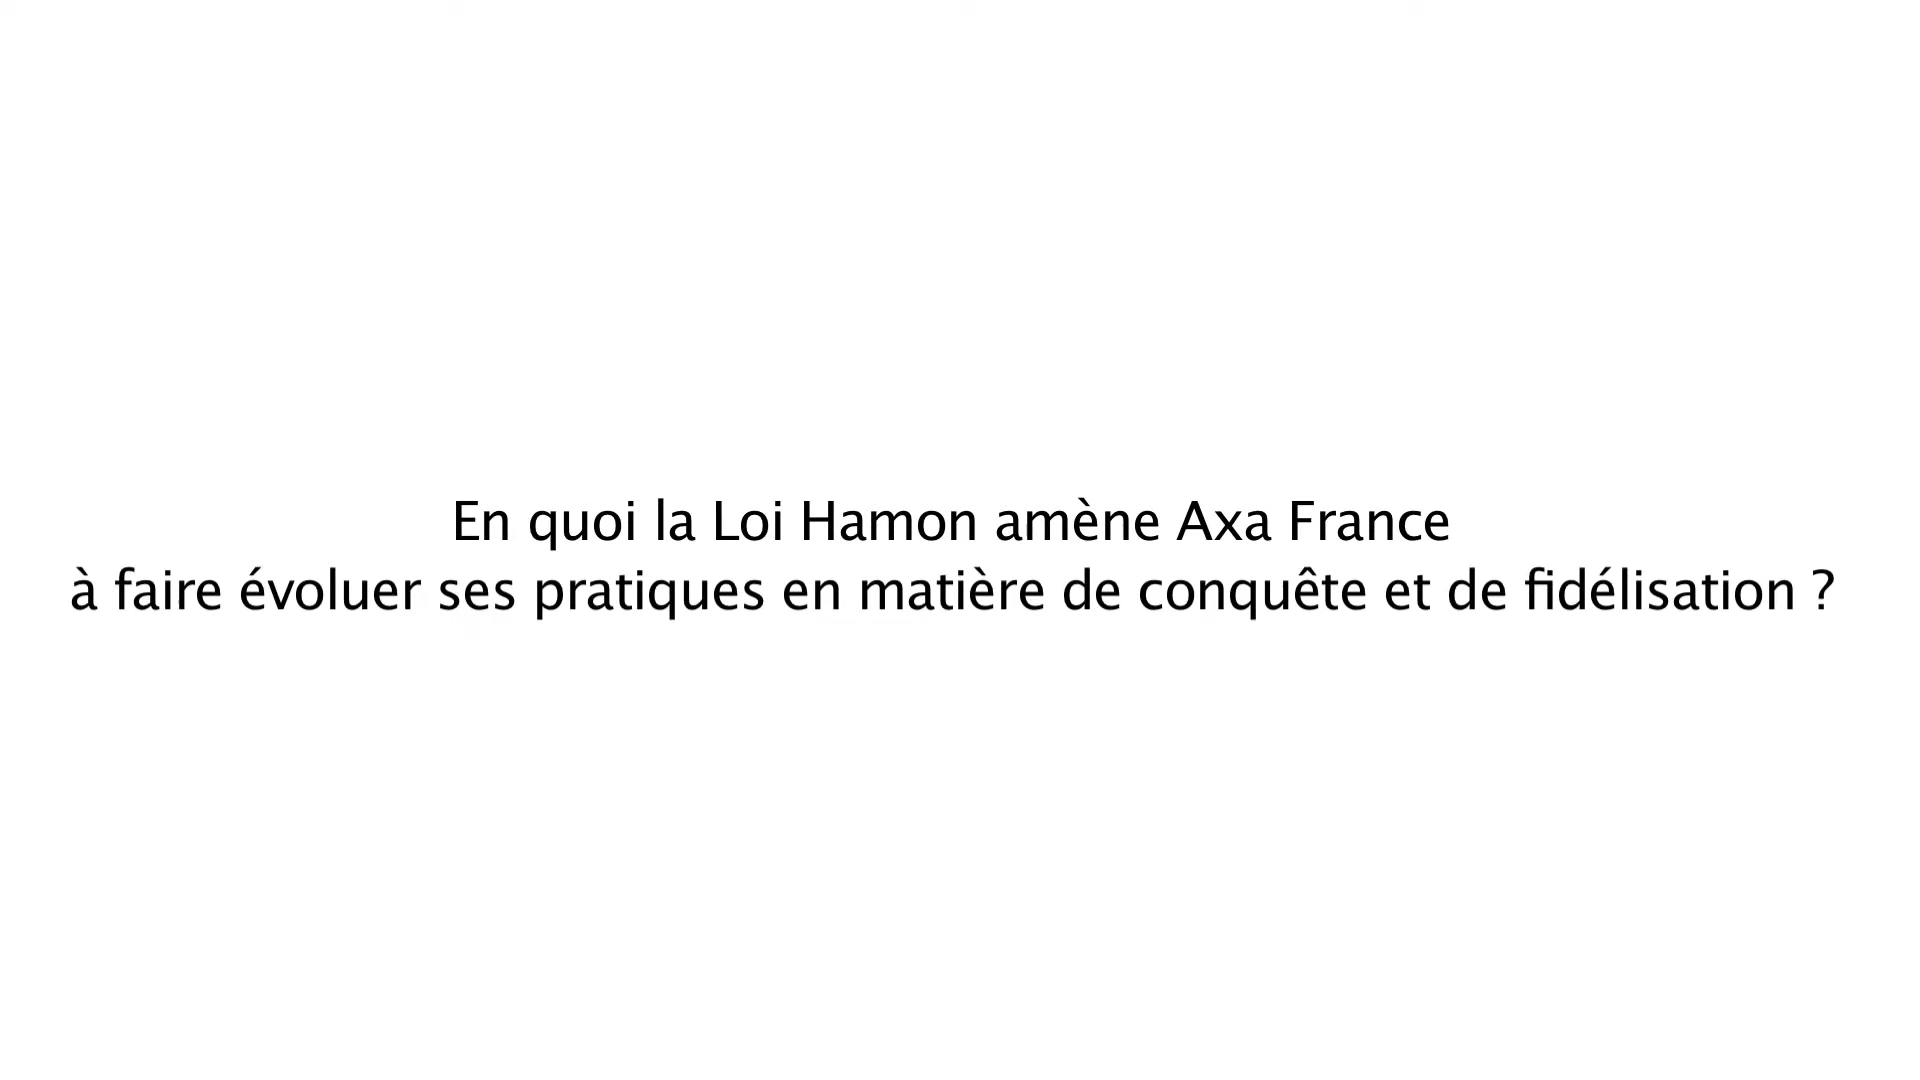 En quoi la Loi Hamon amène Axa France
à faire évoluer ses pratiques en matière de conquête et de fidélisation ?